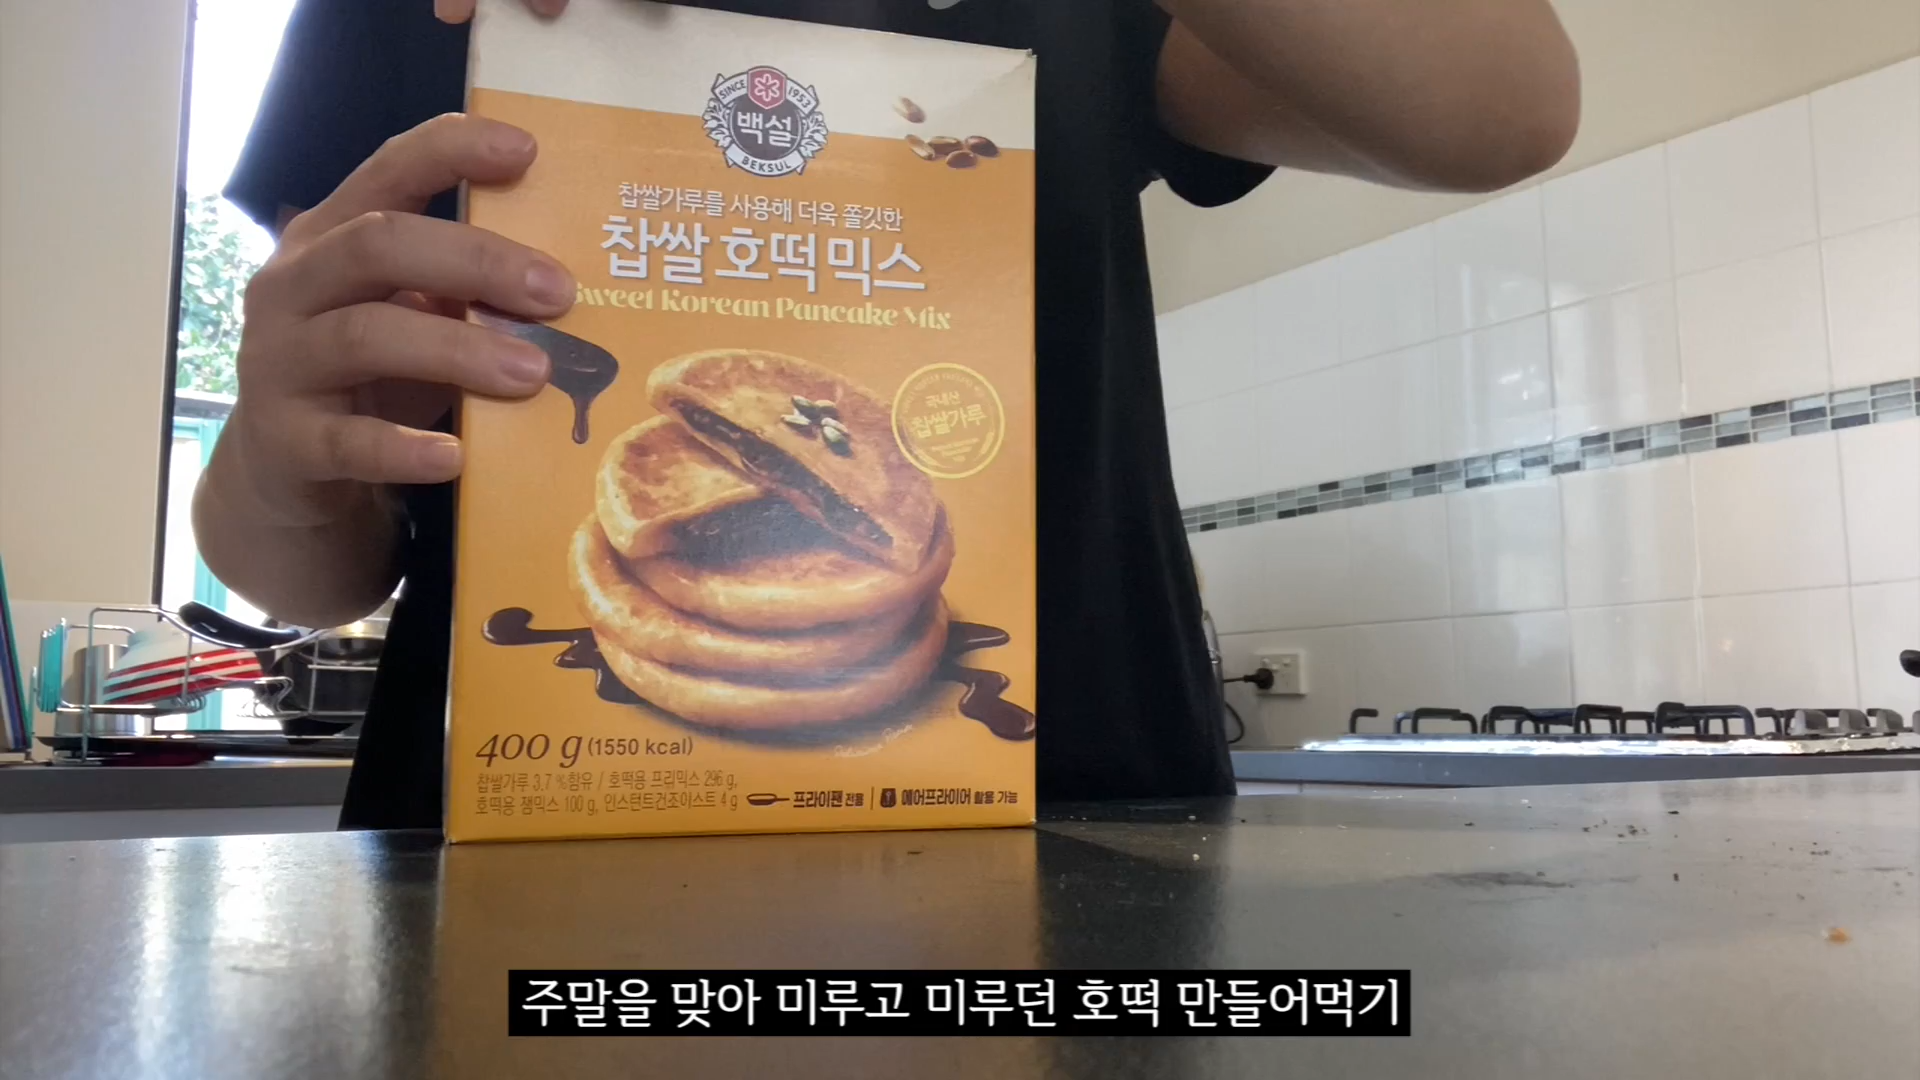 SINCE 1953
백설
BEKSUL
찹쌀가루를 사용해 더욱 쫄깃한
찹쌀호떡믹스
Sweet Korean Pancake Mix
국내산
찹쌀가루
400 g (1550 kcal)
찹쌀가루 3.7 % 함유 / 호떡용 프리믹스 296 g,
호떡용 잼믹스 100 g, 인스턴트건조이스트 4 g
프라이팬 전용 | 에어프라이어 활용 가능
주말을 맞아 미루고 미루던 호떡 만들어먹기